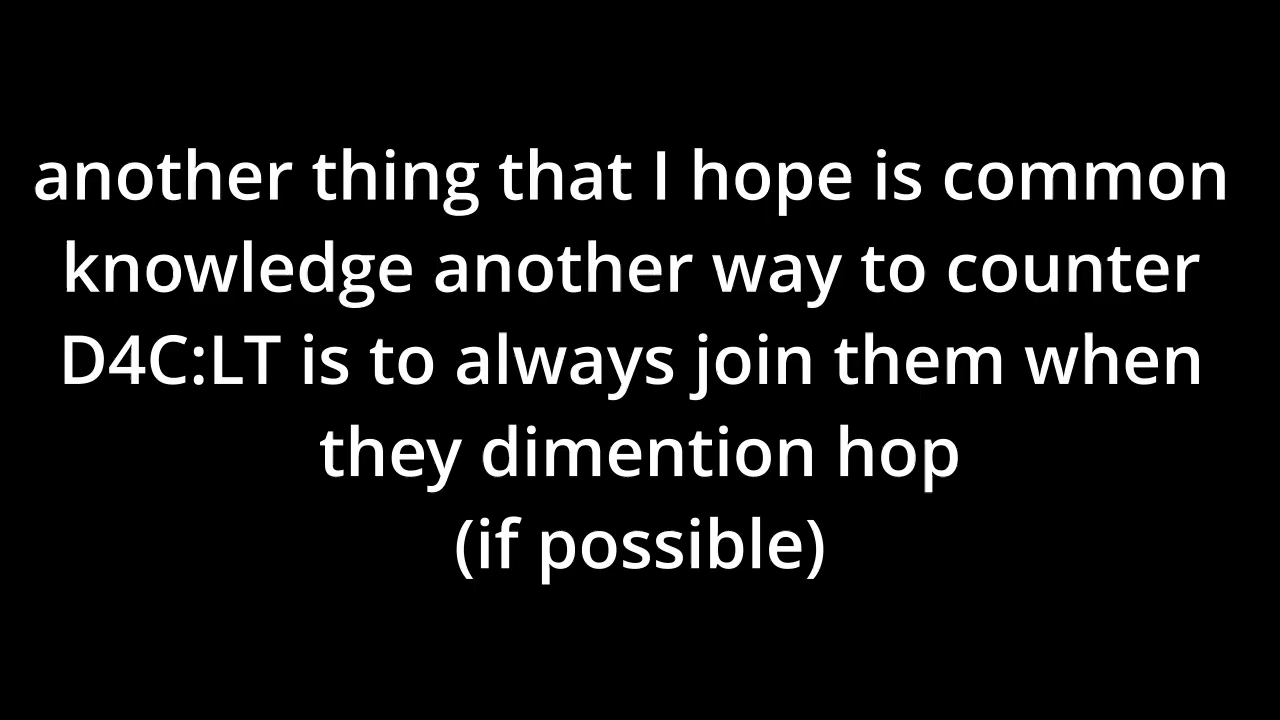 another thing that I hope is common
knowledge another way to counter
D4C:LT is to always join them when
they dimention hop
(if possible)